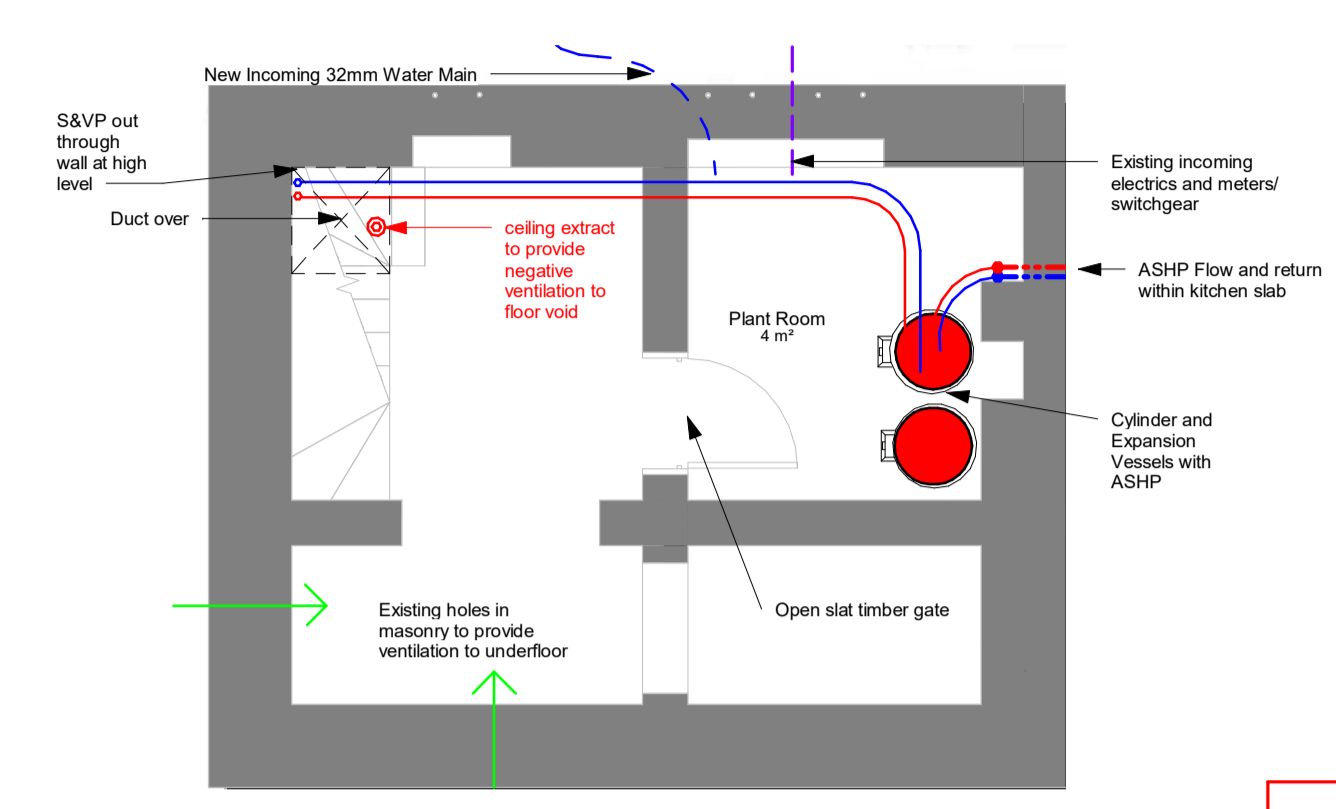 New Incoming 32mm Water Main
S&VP out
through
wall at high
level
Duct over
ceiling extract
to provide
negative
ventilation to
floor void
Existing incoming
electrics and meters/
switchgear
ASHP Flow and return
within kitchen slab
Plant Room
4 m²
Cylinder and
Expansion
Vessels with
ASHP
Existing holes in
masonry to provide
ventilation to underfloor
Open slat timber gate